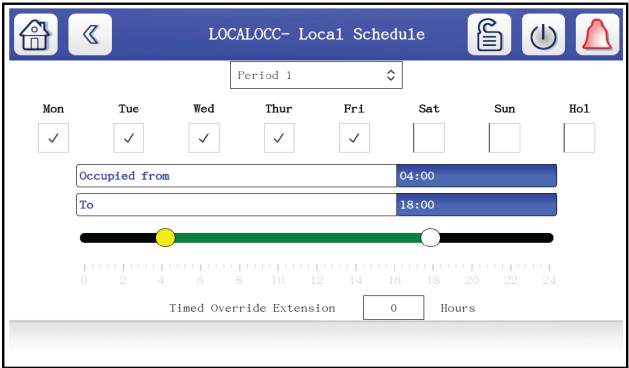 LOCALOCC- Local Schedule
Period 1
Mon Tue Wed Thur Fri Sat Sun Hol
Occupied from 04:00
To 18:00
0 2 4 6 8 10 12 14 16 18 20 22 24
Timed Override Extension 0 Hours